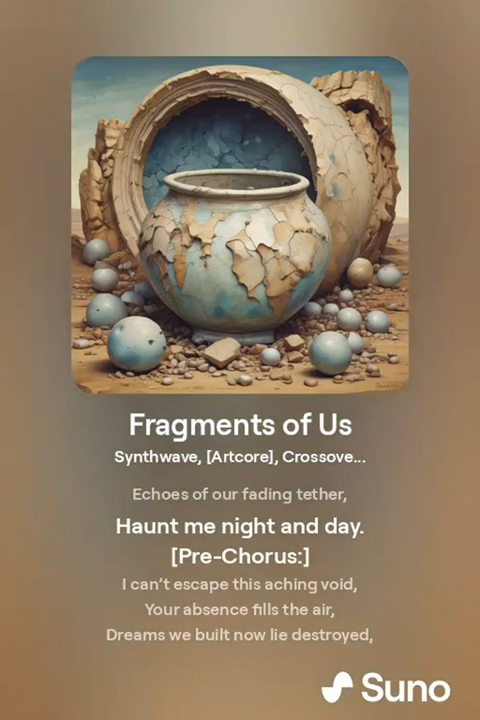 Fragments of Us
Synthwave, [Artcore], Crossove...
Echoes of our fading tether,
Haunt me night and day.
[Pre-Chorus:]
I can't escape this aching void,
Your absence fills the air,
Dreams we built now lie destroyed,
Suno